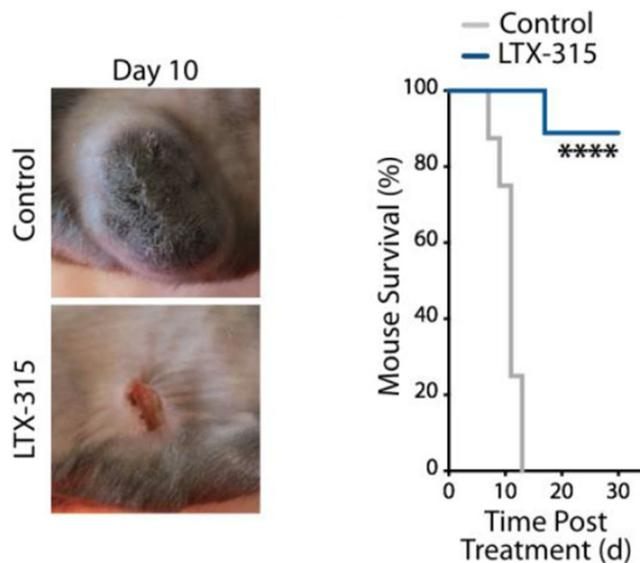 Day 10
Control
LTX-315
Control
LTX-315
Mouse Survival (%)
100
80
60
40
20
0
****
0 10 20 30
Time Post
Treatment (d)